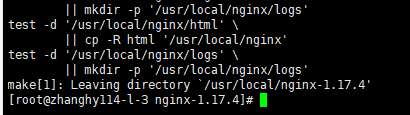 || mkdir -p '/usr/local/nginx/logs'
test -d '/usr/local/nginx/html' \
|| cp -R html '/usr/local/nginx'
test -d '/usr/local/nginx/logs' \
|| mkdir -p '/usr/local/nginx/logs'
make[1]: Leaving directory `/usr/local/nginx-1.17.4'
[root@zhanghy114-l-3 nginx-1.17.4]#